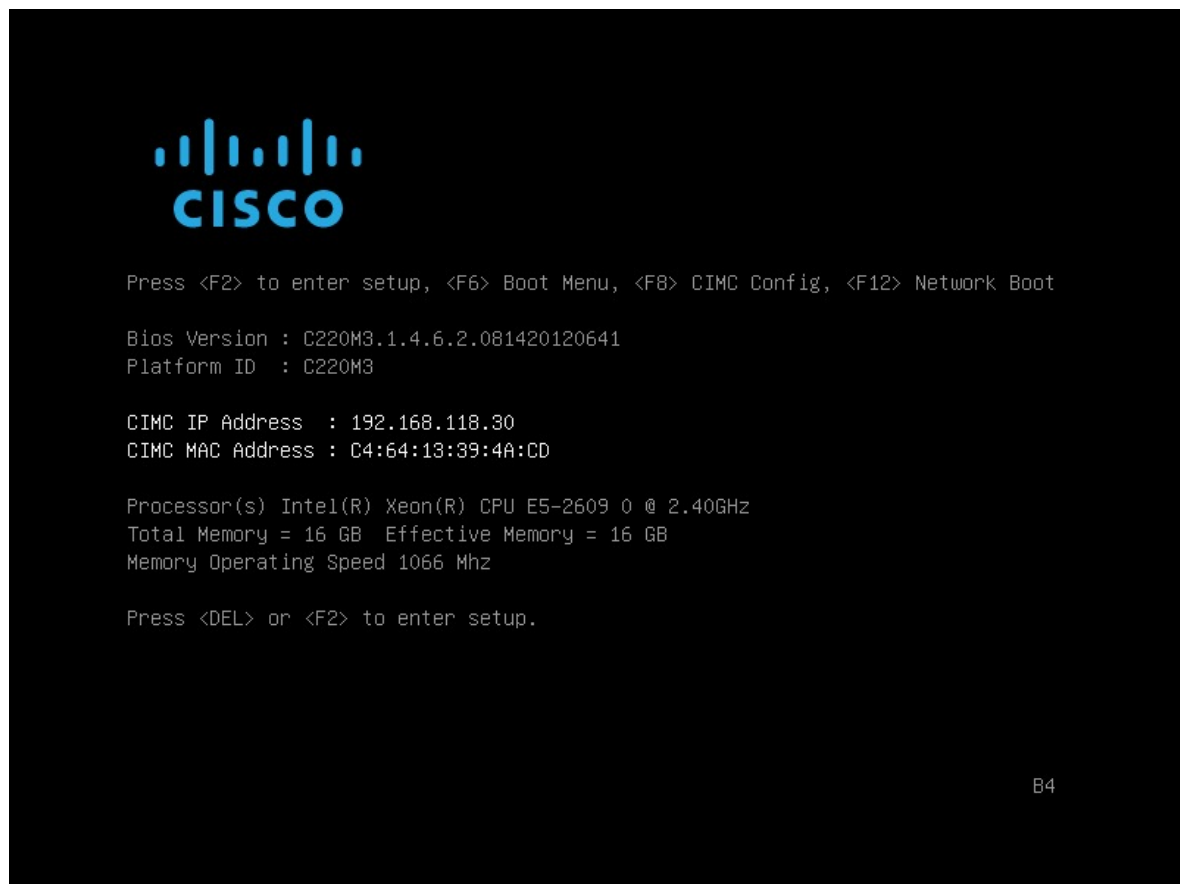 CISCO
Press <F2> to enter setup, <F6> Boot Menu, <F8> CIMC Config, <F12> Network Boot
Bios Version : C220M3.1.4.6.2.081420120641
Platform ID  : C220M3
CIMC IP Address  : 192.168.118.30
CIMC MAC Address : C4:64:13:39:4A:CD
Processor(s) Intel(R) Xeon(R) CPU E5-2609 0 @ 2.40GHz
Total Memory = 16 GB  Effective Memory = 16 GB
Memory Operating Speed 1066 Mhz
Press <DEL> or <F2> to enter setup.
B4